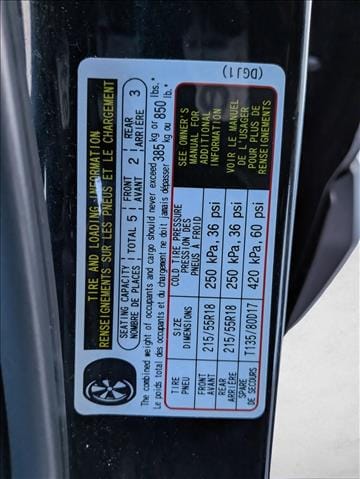 TIRE AND LOADING INFORMATION
RENSEIGNEMENTS SUR LES PNEUS ET LE CHARGEMENT
SEATING CAPACITY TOTAL 5 FRONT 2 REAR 3
NOMBRE DE PLACES AVANT ARRIÈRE
The combined weight of occupants and cargo should never exceed 385 kg or 850 lbs.*
Le poids total des occupants et du chargement ne doit jamais dépasser kg ou lb.*
TIRE SIZE COLD TIRE PRESSURE SEE OWNER'S
PNEU DIMENSIONS PRESSION DES MANUAL FOR
PNEUS À FROID ADDITIONAL
INFORMATION
FRONT 215/55R18 250 kPa, 36 psi
AVANT
REAR 215/55R18 250 kPa, 36 psi VOIR LE MANUEL
ARRIÈRE DE L'USAGER
SPARE T135/80D17 420 kPa, 60 psi POUR PLUS DE
DE SECOURS RENSEIGNEMENTS
(DGJ1)